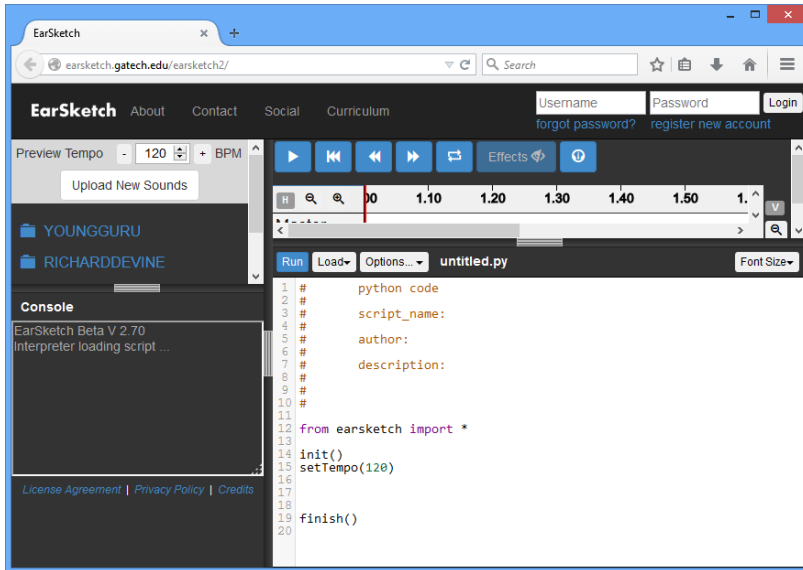 EarSketch
earsketch.gatech.edu/earsketch2/
Search
EarSketch About Contact Social Curriculum
Username Password Login
forgot password? register new account
Preview Tempo - 120 + BPM
Upload New Sounds
YOUNGGURU
RICHARDDEVINE
Effects
H 1.10 1.20 1.30 1.40 1.50 1.
V
Console
EarSketch Beta V 2.70
Interpreter loading script ...
License Agreement | Privacy Policy | Credits
Run Load Options... untitled.py Font Size
1 # python code
2 #
3 # script_name:
4 #
5 # author:
6 #
7 # description:
8 #
9 #
10 #
11
12 from earsketch import *
13
14 init()
15 setTempo(120)
16
17
18
19 finish()
20